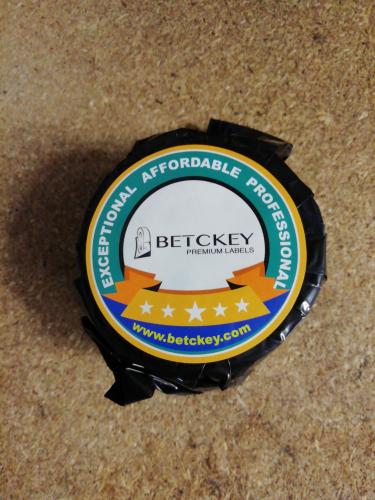 EXCEPTIONAL AFFORDABLE PROFESSIONAL
BETCKEY
PREMIUM LABELS
www.betckey.com